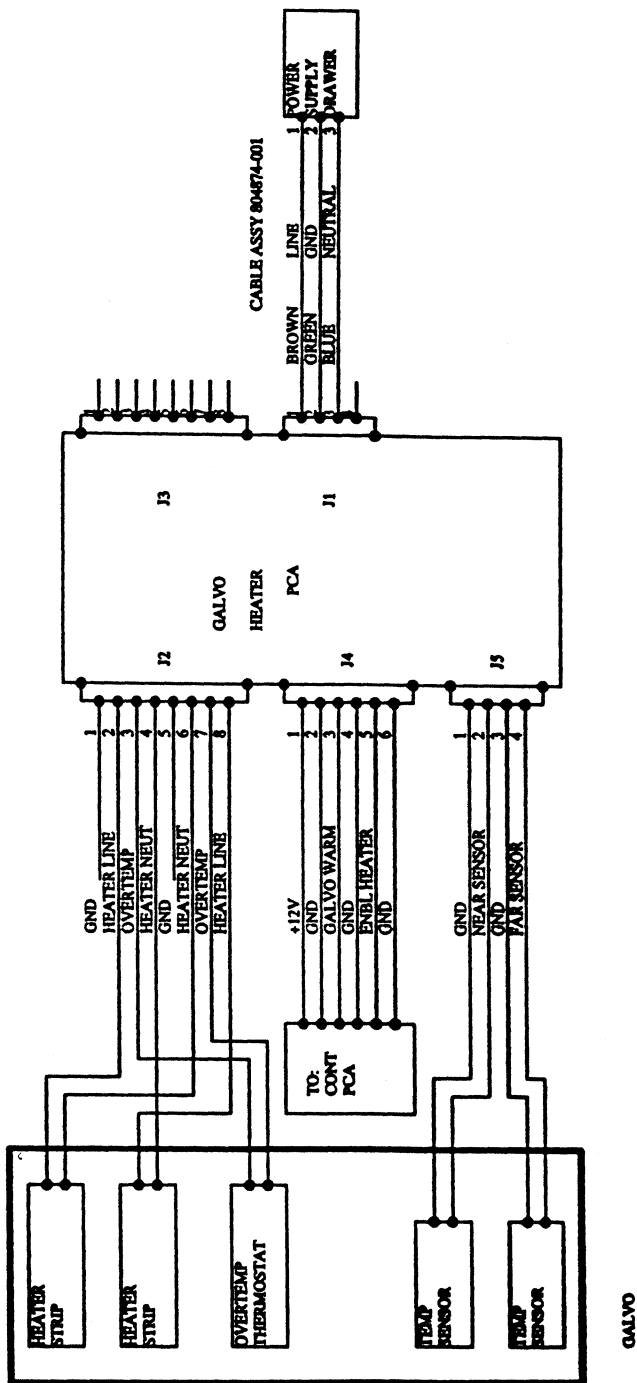 POWER
SUPPLY
DRAWER
1
2
3
CABLE ASSY 804874-001
LINE
GND
NEUTRAL
BROWN
GREEN
BLUE
J3
J1
GALVO
HEATER
PCA
J2
J4
J5
1
2
3
4
5
6
7
8
1
2
3
4
5
6
1
2
3
4
GND
HEATER LINE
OVERTEMP
HEATER NEUT
GND
HEATER NEUT
OVERTEMP
HEATER LINE
+12V
GND
GALVO WARM
GND
ENBL HEATER
GND
GND
NEAR SENSOR
GND
FAR SENSOR
TO:
CONT
PCA
HEATER
STRIP
HEATER
STRIP
OVERTEMP
THERMOSTAT
TEMP
SENSOR
TEMP
SENSOR
GALVO